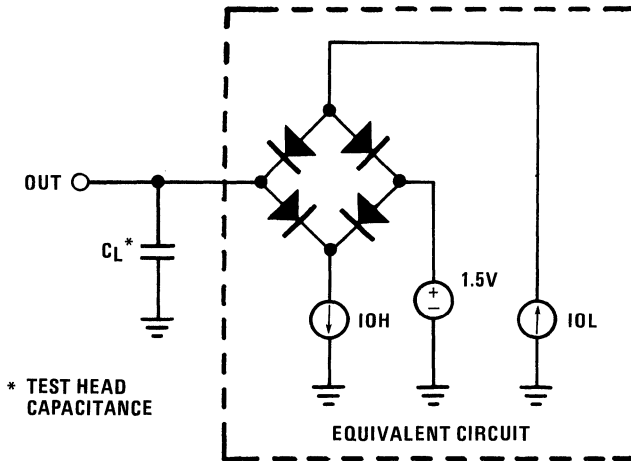 OUT
CL*
1.5V
+
−
IOH
IOL
* TEST HEAD
CAPACITANCE
EQUIVALENT CIRCUIT